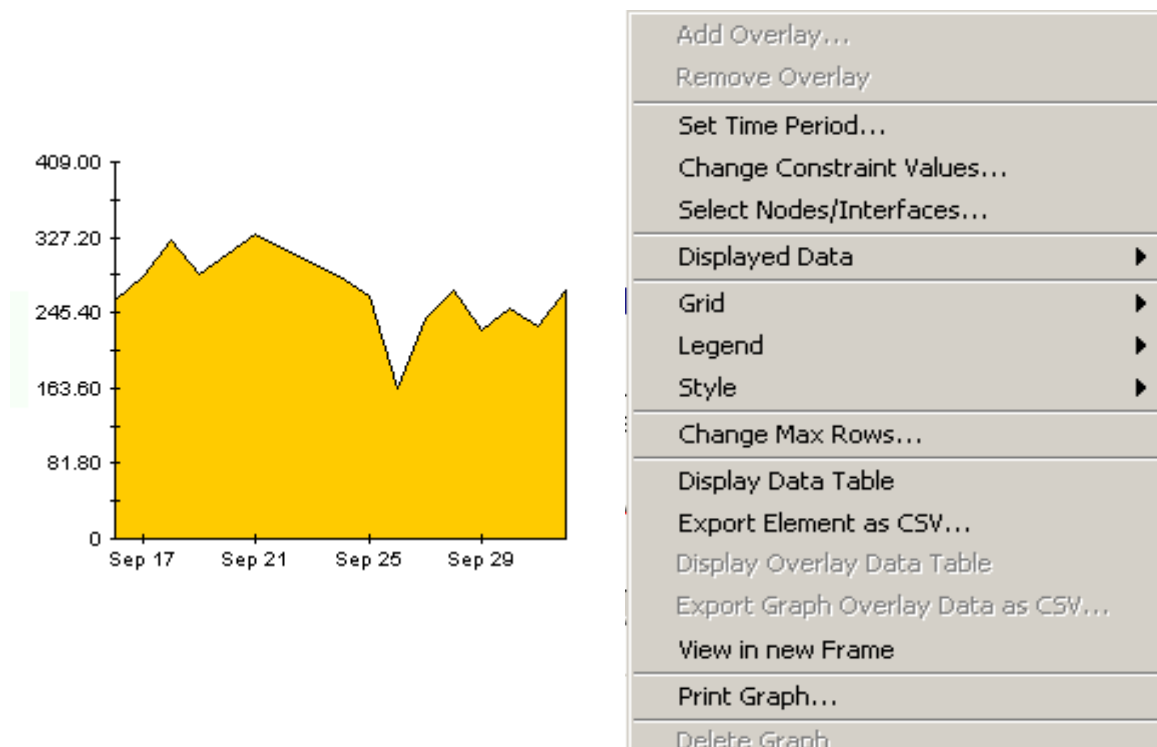 409.00
327.20
245.40
163.60
81.80
0
Sep 17 Sep 21 Sep 25 Sep 29
Add Overlay...
Remove Overlay
Set Time Period...
Change Constraint Values...
Select Nodes/Interfaces...
Displayed Data
Grid
Legend
Style
Change Max Rows...
Display Data Table
Export Element as CSV...
Display Overlay Data Table
Export Graph Overlay Data as CSV...
View in new Frame
Print Graph...
Delete Graph